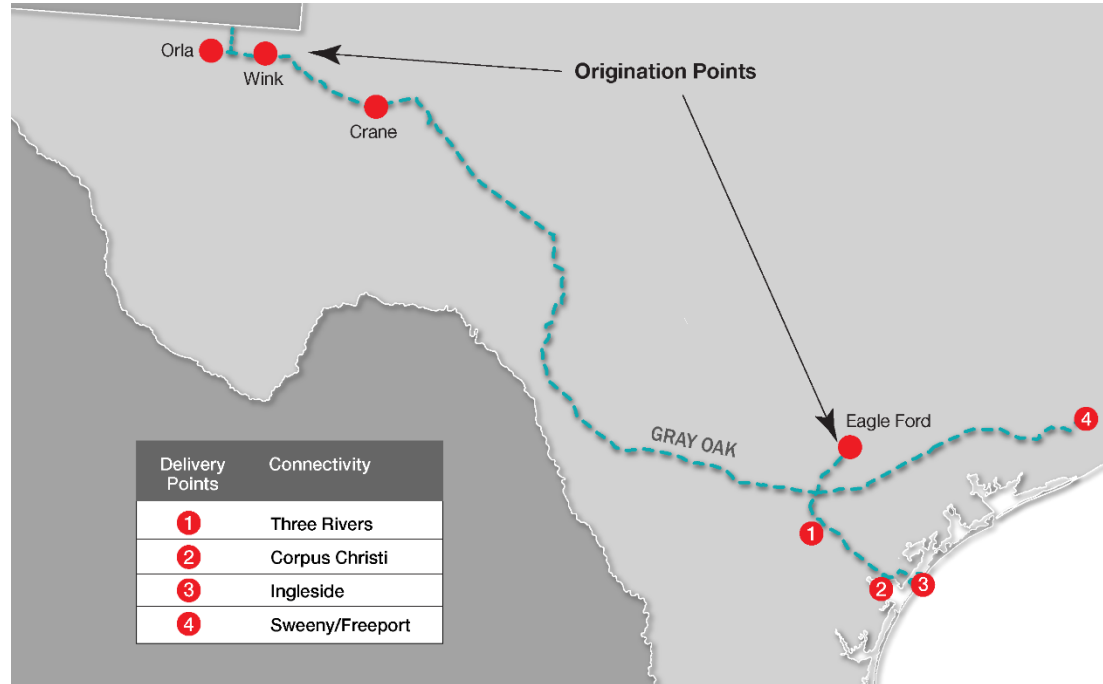 Orla
Wink
Origination Points
Crane
Eagle Ford
4
GRAY OAK
Delivery Points Connectivity
1 Three Rivers
2 Corpus Christi
3 Ingleside
4 Sweeny/Freeport
1
2
3